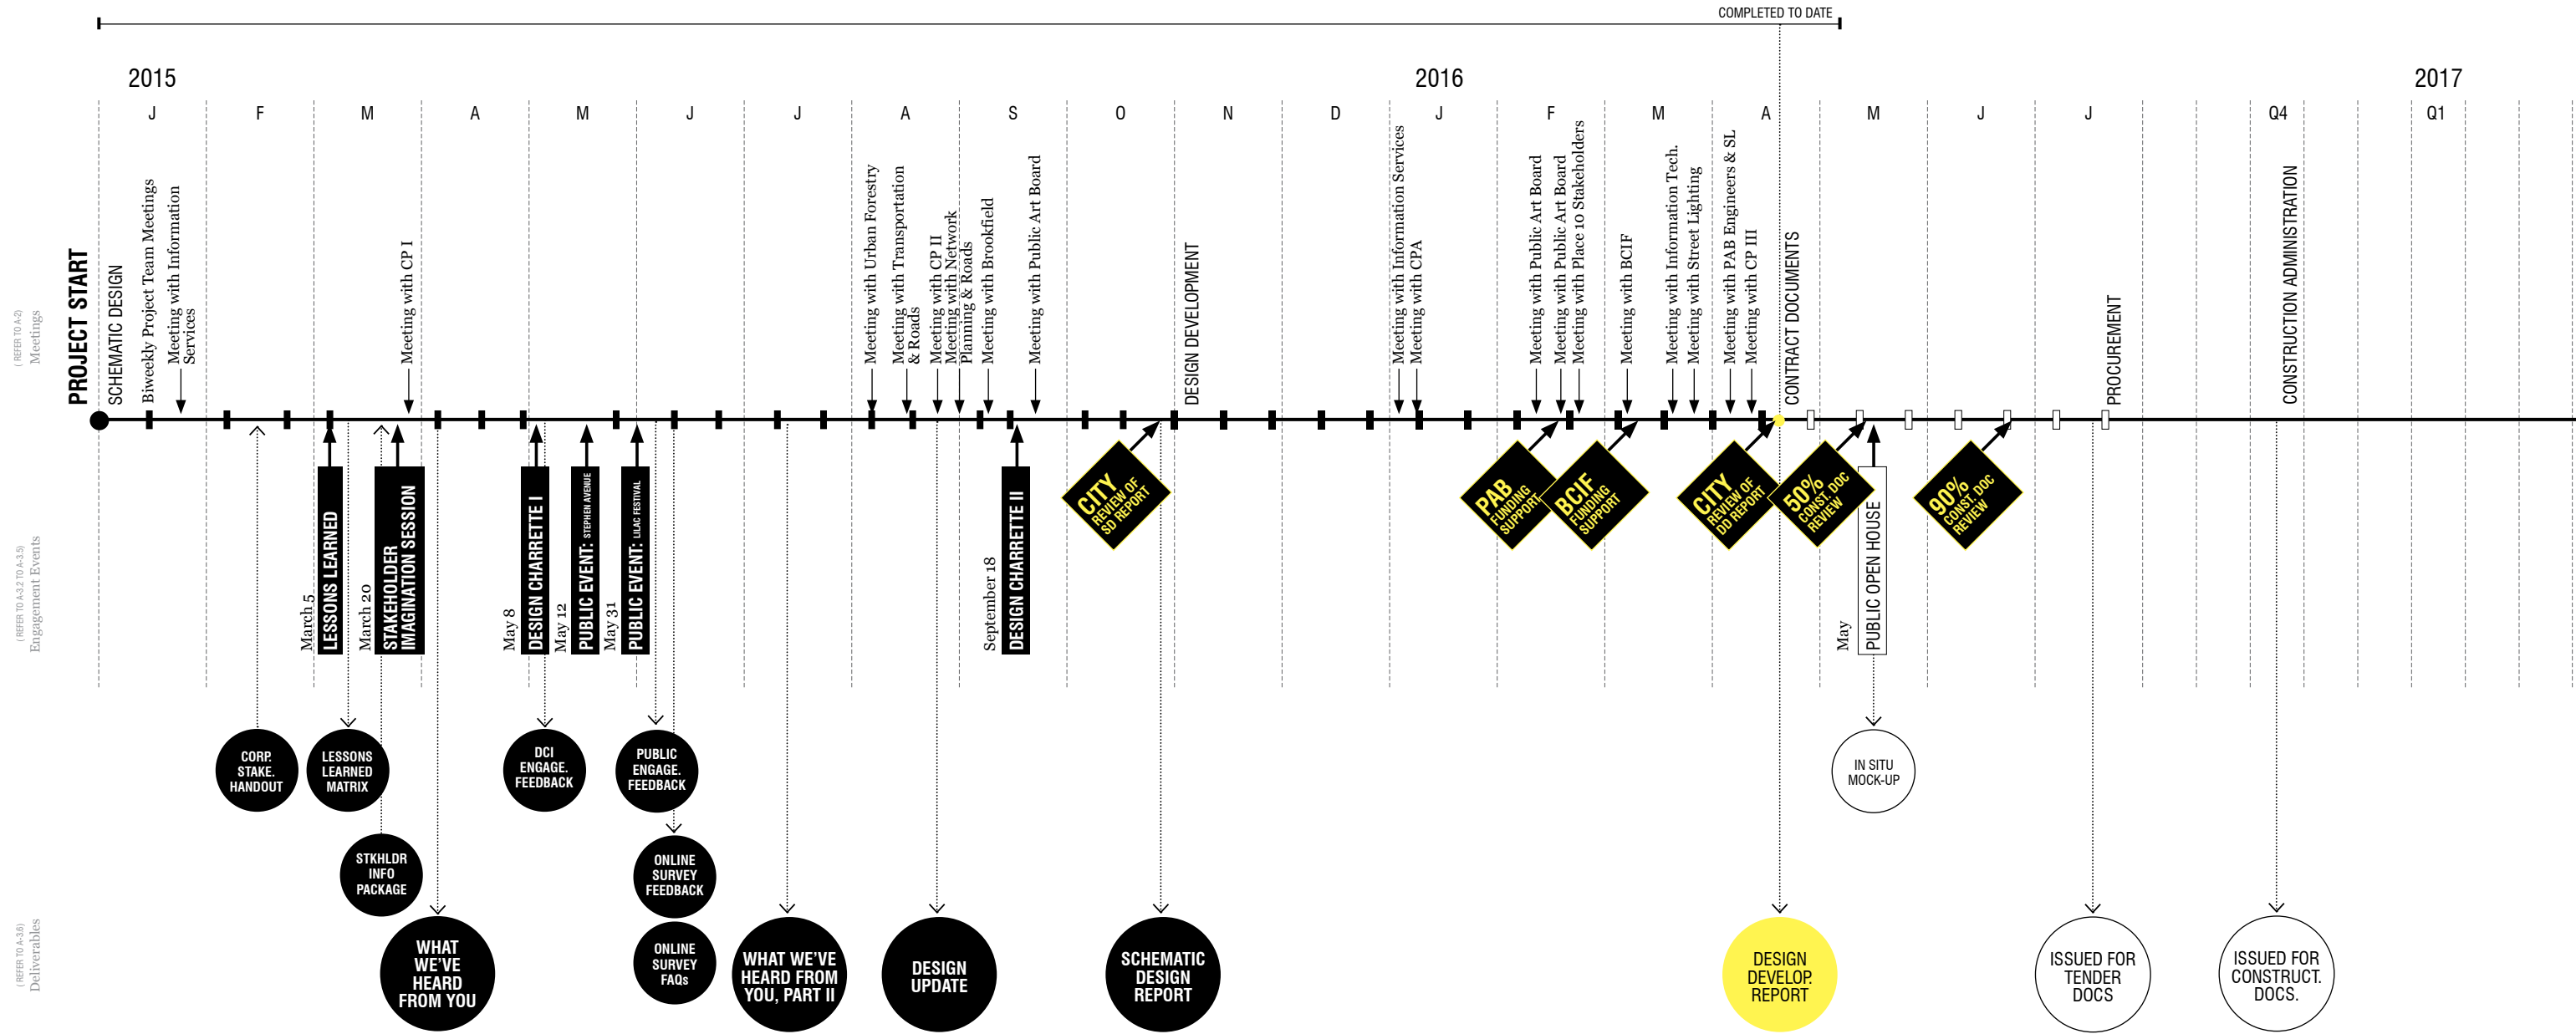 COMPLETED TO DATE
2015
2016
2017
J
F
M
A
M
J
J
A
S
O
N
D
J
F
M
A
M
J
J
Q4
Q1
( REFER TO A-2)
Meetings
PROJECT START
SCHEMATIC DESIGN
Biweekly Project Team Meetings
Meeting with Information
Services
Meeting with CP I
Meeting with Urban Forestry
Meeting with Transportation
& Roads
Meeting with CP II
Meeting with Network
Planning & Roads
Meeting with Brookfield
Meeting with Public Art Board
DESIGN DEVELOPMENT
Meeting with Information Services
Meeting with CPA
Meeting with Public Art Board
Meeting with Public Art Board
Meeting with Place 10 Stakeholders
Meeting with BCIF
Meeting with Information Tech.
Meeting with Street Lighting
Meeting with PAB Engineers & SL
Meeting with CP III
CONTRACT DOCUMENTS
PROCUREMENT
CONSTRUCTION ADMINISTRATION
( REFER TO A-3.2 TO A-3.5)
Engagement Events
March 5
LESSONS LEARNED
March 20
STAKEHOLDER
IMAGINATION SESSION
May 8
DESIGN CHARRETTE I
May 12
PUBLIC EVENT: STEPHEN AVENUE
May 31
PUBLIC EVENT: LILAC FESTIVAL
September 18
DESIGN CHARRETTE II
CITY
REVIEW OF
SD REPORT
PAB
FUNDING
SUPPORT
BCIF
FUNDING
SUPPORT
CITY
REVIEW OF
DD REPORT
50%
CONST. DOC
REVIEW
May
PUBLIC OPEN HOUSE
90%
CONST. DOC
REVIEW
( REFER TO A-3.6)
Deliverables
CORP.
STAKE.
HANDOUT
LESSONS
LEARNED
MATRIX
STKHLDR
INFO
PACKAGE
WHAT
WE'VE
HEARD
FROM YOU
DCI
ENGAGE.
FEEDBACK
PUBLIC
ENGAGE.
FEEDBACK
ONLINE
SURVEY
FEEDBACK
ONLINE
SURVEY
FAQs
WHAT WE'VE
HEARD FROM
YOU, PART II
DESIGN
UPDATE
SCHEMATIC
DESIGN
REPORT
DESIGN
DEVELOP.
REPORT
IN SITU
MOCK-UP
ISSUED FOR
TENDER
DOCS
ISSUED FOR
CONSTRUCT.
DOCS.